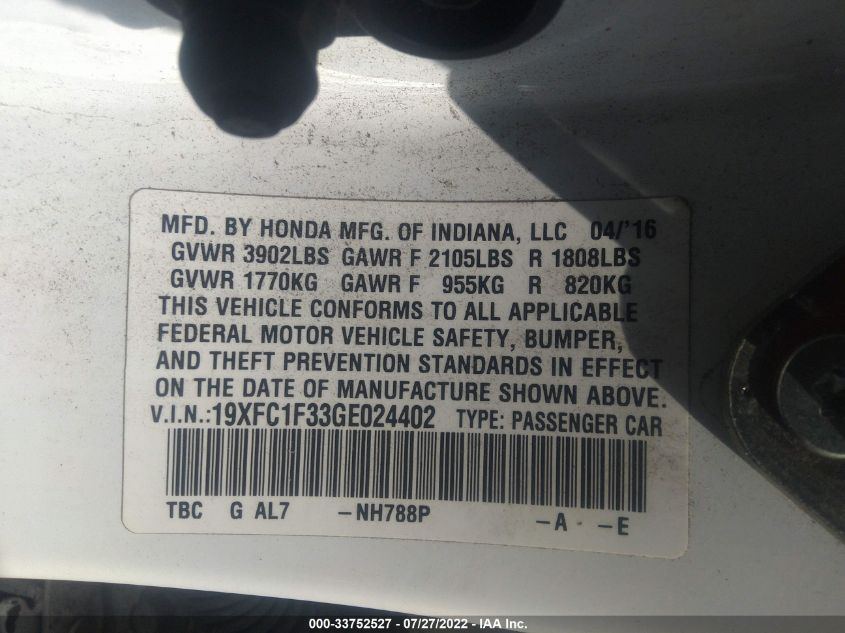 MFD. BY HONDA MFG. OF INDIANA, LLC 04/'16
GVWR 3902LBS GAWR F 2105LBS R 1808LBS
GVWR 1770KG GAWR F 955KG R 820KG
THIS VEHICLE CONFORMS TO ALL APPLICABLE
FEDERAL MOTOR VEHICLE SAFETY, BUMPER,
AND THEFT PREVENTION STANDARDS IN EFFECT
ON THE DATE OF MANUFACTURE SHOWN ABOVE.
V.I.N.:19XFC1F33GE024402 TYPE: PASSENGER CAR
TBC G AL7 -NH788P -A -E
000-33752527 - 07/27/2022 - IAA Inc.